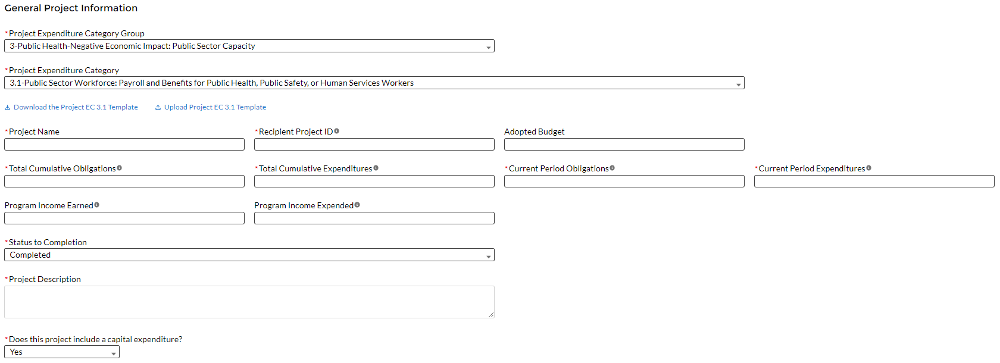 General Project Information
*Project Expenditure Category Group
3-Public Health-Negative Economic Impact: Public Sector Capacity
*Project Expenditure Category
3.1-Public Sector Workforce: Payroll and Benefits for Public Health, Public Safety, or Human Services Workers
Download the Project EC 3.1 Template Upload Project EC 3.1 Template
*Project Name *Recipient Project ID Adopted Budget
*Total Cumulative Obligations *Total Cumulative Expenditures *Current Period Obligations *Current Period Expenditures
Program Income Earned Program Income Expended
*Status to Completion
Completed
*Project Description
*Does this project include a capital expenditure?
Yes